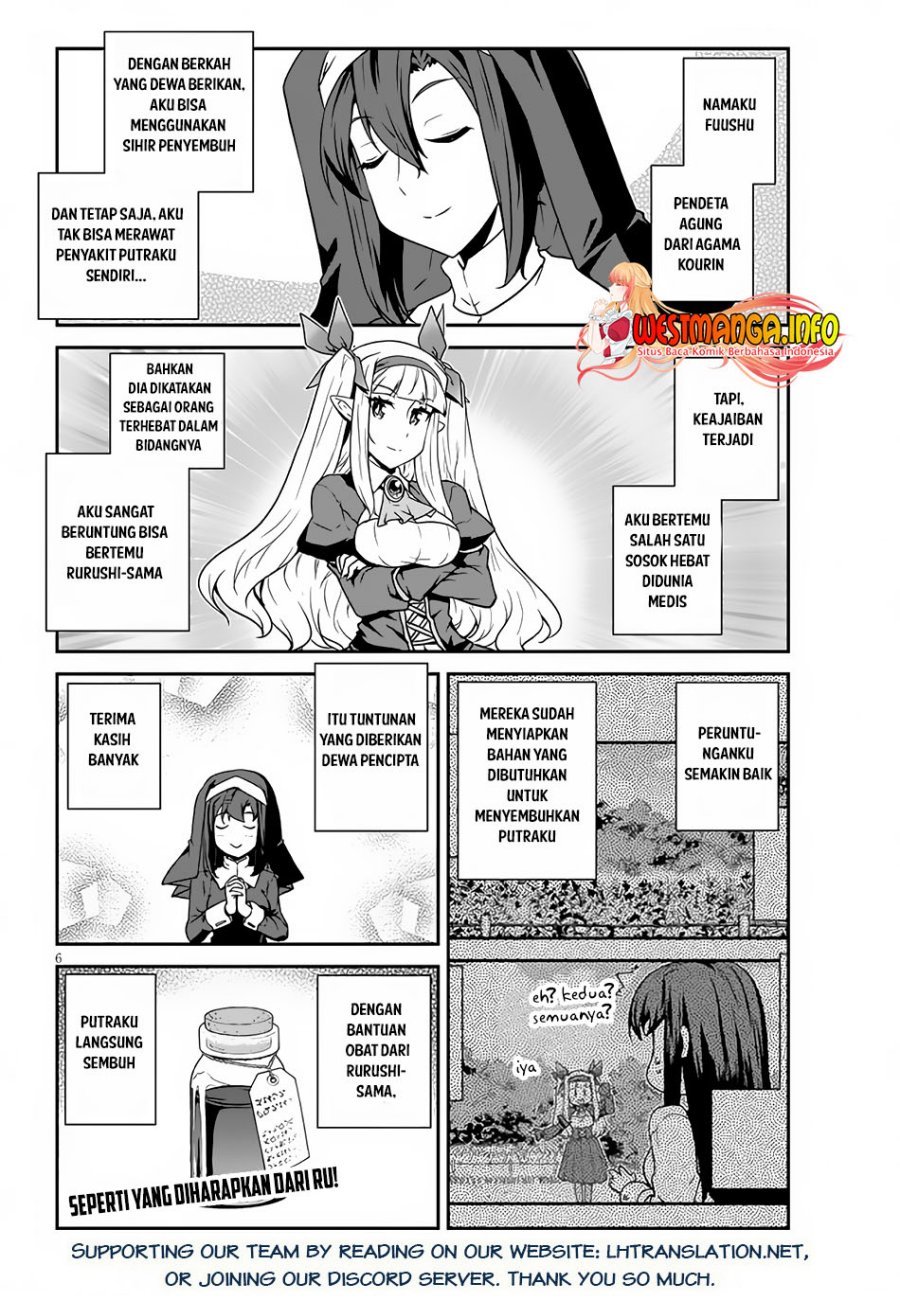 NAMAKU
FUUSHU
PENDETA
AGUNG
DARI AGAMA
KOURIN
DENGAN BERKAH
YANG DEWA BERIKAN,
AKU BISA
MENGGUNAKAN
SIHIR PENYEMBUH
DAN TETAP SAJA, AKU
TAK BISA MERAWAT
PENYAKIT PUTRAKU
SENDIRI...
WESTMANGA.INFO
Situs Baca Komik Berbahasa Indonesia
TAPI,
KEAJAIBAN
TERJADI
AKU BERTEMU
SALAH SATU
SOSOK HEBAT
DIDUNIA
MEDIS
BAHKAN
DIA DIKATAKAN
SEBAGAI ORANG
TERHEBAT DALAM
BIDANGNYA
AKU SANGAT
BERUNTUNG BISA
BERTEMU
RURUSHI-SAMA
PERUNTU-
NGANKU
SEMAKIN BAIK
MEREKA SUDAH
MENYIAPKAN
BAHAN YANG
DIBUTUHKAN
UNTUK
MENYEMBUHKAN
PUTRAKU
eh? kedua?
semuanya?
iya
ITU TUNTUNAN
YANG DIBERIKAN
DEWA PENCIPTA
TERIMA
KASIH
BANYAK
6
DENGAN
BANTUAN
OBAT DARI
RURUSHI-
SAMA,
PUTRAKU
LANGSUNG
SEMBUH
SEPERTI YANG DIHARAPKAN DARI RU!
SUPPORTING OUR TEAM BY READING ON OUR WEBSITE: LHTRANSLATION.NET,
OR JOINING OUR DISCORD SERVER. THANK YOU SO MUCH.